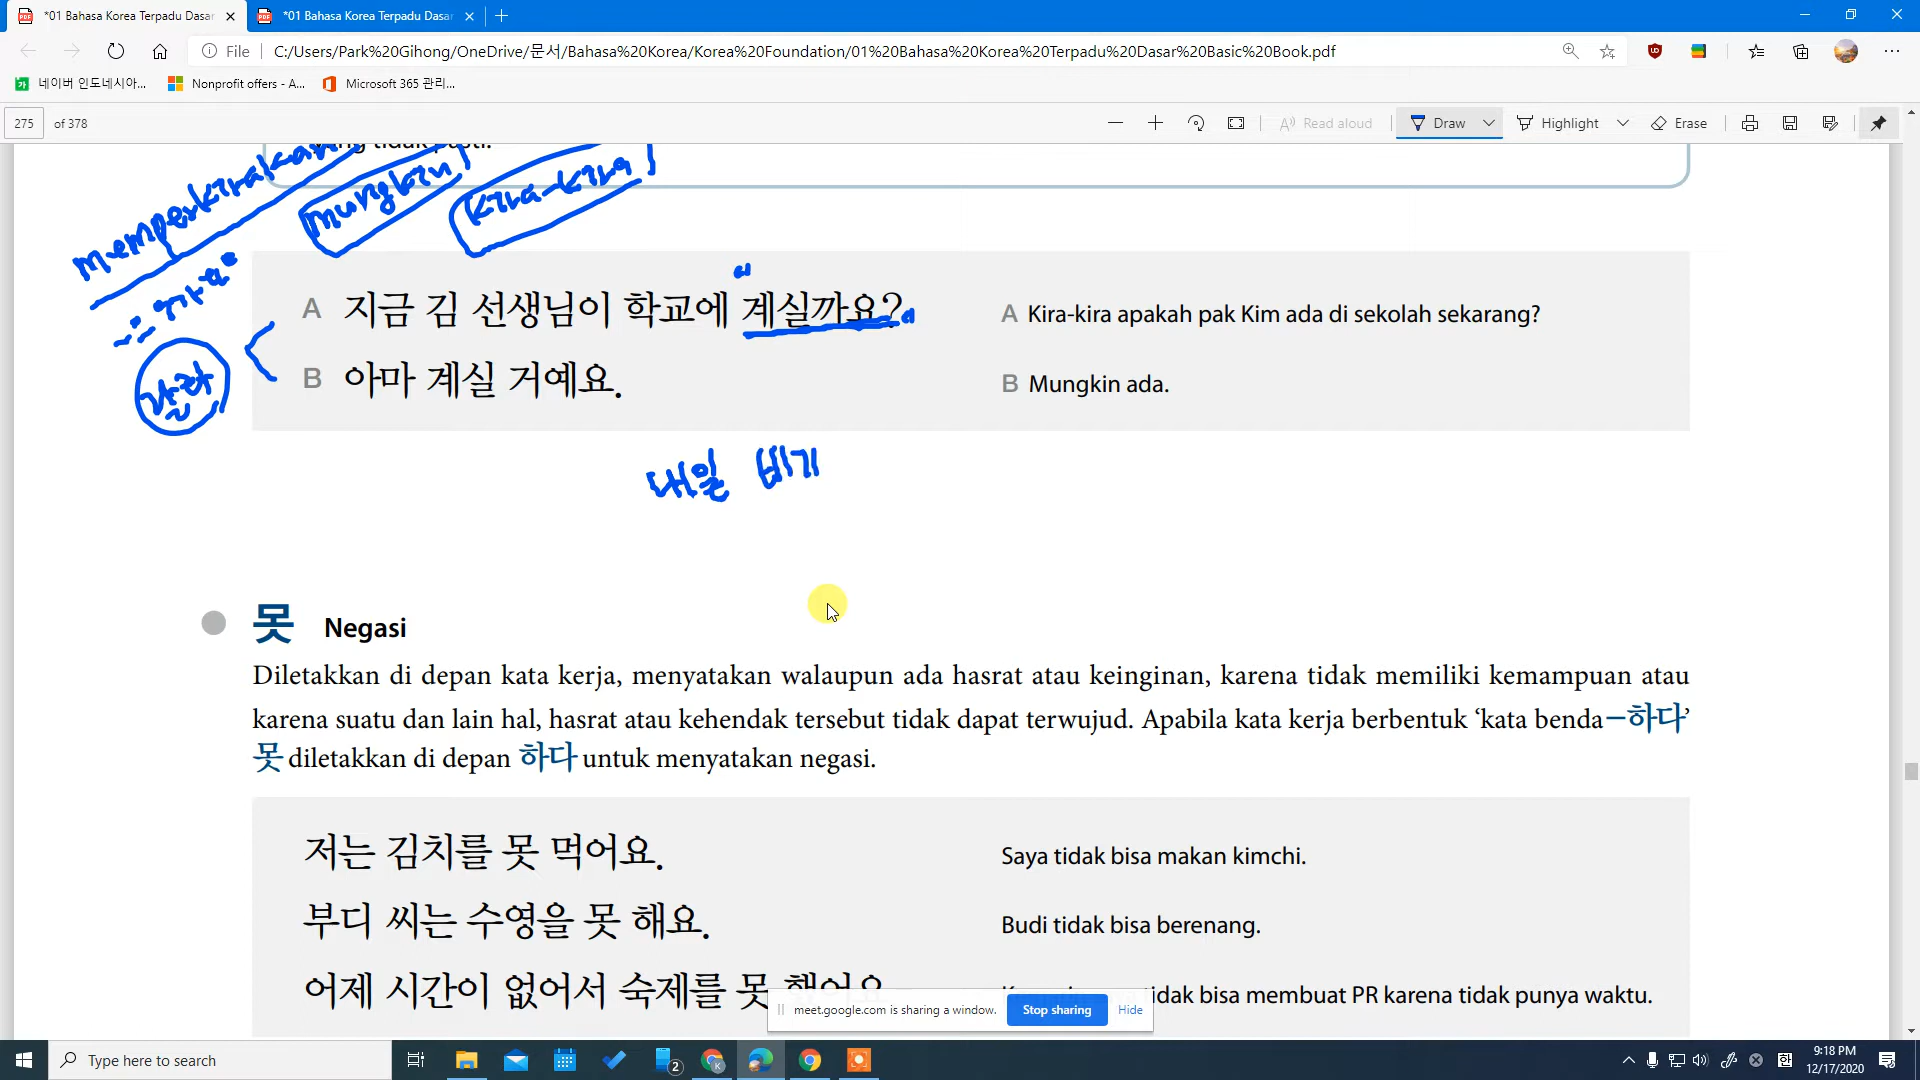 *01 Bahasa Korea Terpadu Dasar
*01 Bahasa Korea Terpadu Dasar
File
C:/Users/Park%20Gihong/OneDrive/문서/Bahasa%20Korea/Korea%20Foundation/01%20Bahasa%20Korea%20Terpadu%20Dasar%20Basic%20Book.pdf
네이버 인도네시아...
Nonprofit offers - A...
Microsoft 365 관리...
275 of 378
Read aloud
Draw
Highlight
Erase
yang tidak pasti.
memperkirakan
mungkin
kira-kira
A 지금 김 선생님이 학교에 계실까요?
A Kira-kira apakah pak Kim ada di sekolah sekarang?
B 아마 계실 거예요.
B Mungkin ada.
내일 비가
못 Negasi
Diletakkan di depan kata kerja, menyatakan walaupun ada hasrat atau keinginan, karena tidak memiliki kemampuan atau
karena suatu dan lain hal, hasrat atau kehendak tersebut tidak dapat terwujud. Apabila kata kerja berbentuk ‘kata benda–하다’
못 diletakkan di depan 하다 untuk menyatakan negasi.
저는 김치를 못 먹어요.
Saya tidak bisa makan kimchi.
부디 씨는 수영을 못 해요.
Budi tidak bisa berenang.
어제 시간이 없어서 숙제를 못 했어요
tidak bisa membuat PR karena tidak punya waktu.
meet.google.com is sharing a window.
Stop sharing
Hide
Type here to search
2
한
9:18 PM
12/17/2020